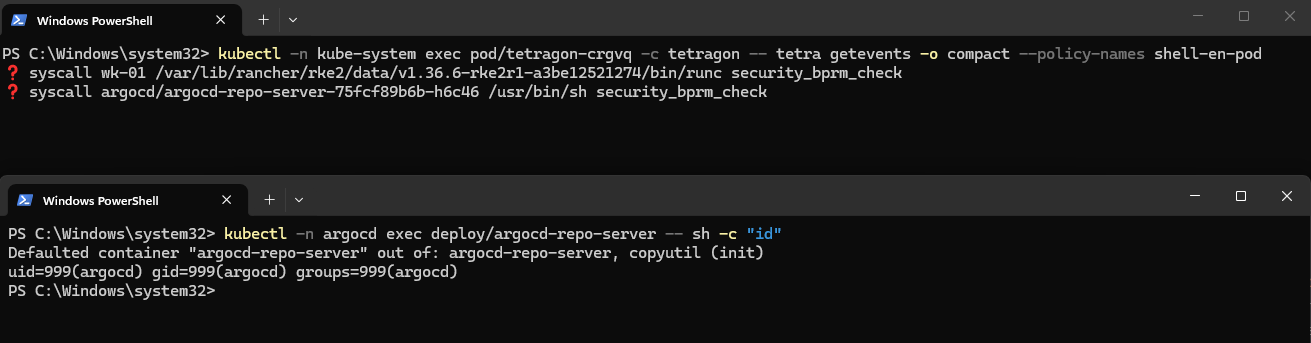 Windows PowerShell
PS C:\Windows\system32> kubectl -n kube-system exec pod/tetragon-crgvq -c tetragon -- tetra getevents -o compact --policy-names shell-en-pod
❓ syscall wk-01 /var/lib/rancher/rke2/data/v1.36.6-rke2r1-a3be12521274/bin/runc security_bprm_check
❓ syscall argocd/argocd-repo-server-75fcf89b6b-h6c46 /usr/bin/sh security_bprm_check
Windows PowerShell
PS C:\Windows\system32> kubectl -n argocd exec deploy/argocd-repo-server -- sh -c "id"
Defaulted container "argocd-repo-server" out of: argocd-repo-server, copyutil (init)
uid=999(argocd) gid=999(argocd) groups=999(argocd)
PS C:\Windows\system32>